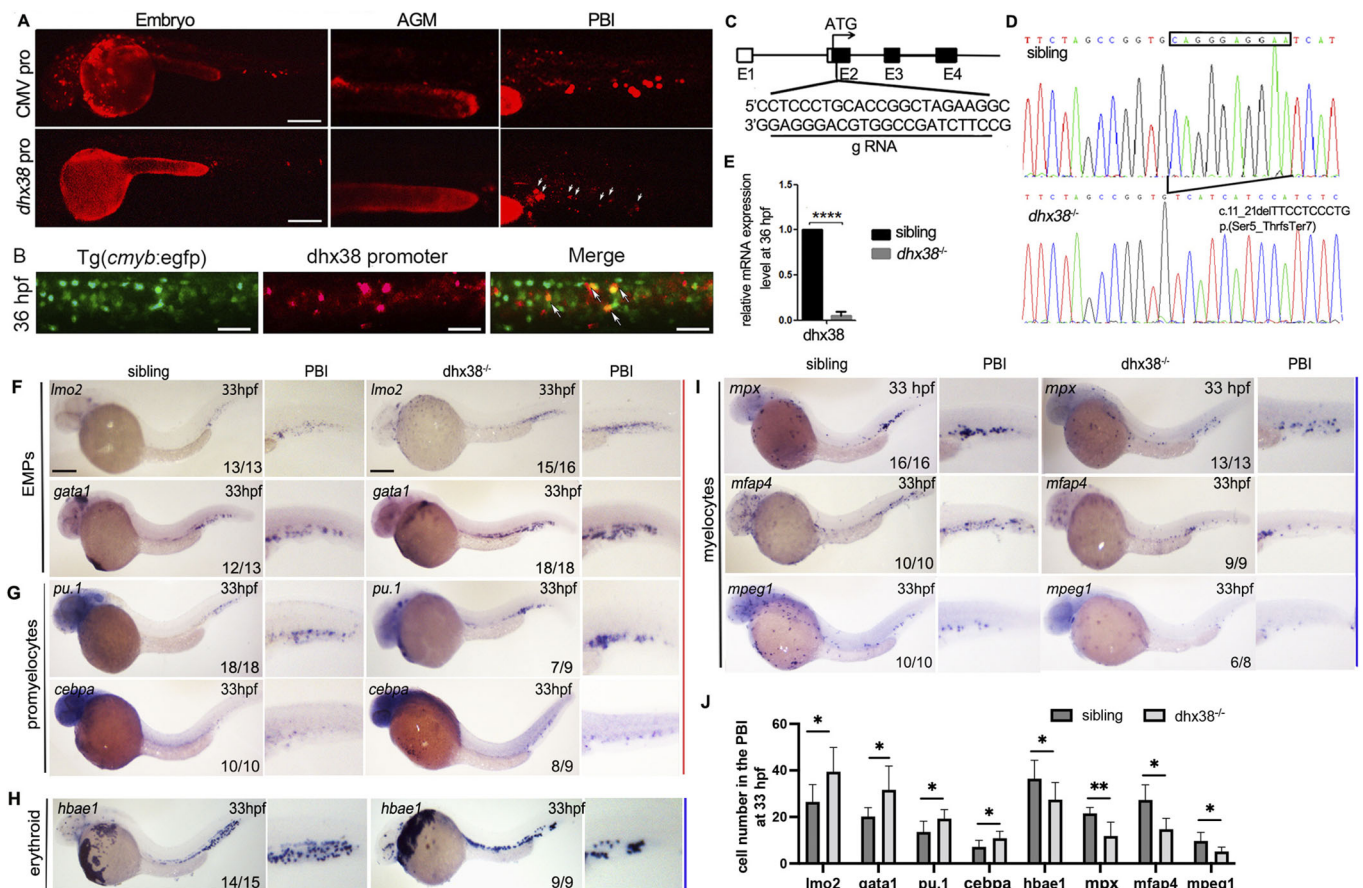 A
Embryo
AGM
PBI
CMV pro
dhx38 pro
B
Tg(cmyb:egfp)
dhx38 promoter
Merge
36 hpf
C
ATG
E1
E2
E3
E4
5'CCTCCCTGCACCGGCTAGAAGGC
3'GGAGGGACGTGGCCGATCTTCCG
g RNA
D
TTCTAGCCGGTGCAGGGAGGAATCAT
sibling
TTCTAGCCGGTGTCATCATCCATCTC
dhx38-/-
c.11_21delTTCCTCCCTG
p.(Ser5_ThrfsTer7)
E
relative mRNA expression
level at 36 hpf
1.5
1.0
0.5
0.0
****
dhx38
sibling
dhx38-/-
sibling
PBI
dhx38-/-
PBI
F
EMPs
lmo2
33hpf
13/13
lmo2
33hpf
15/16
gata1
33hpf
12/13
gata1
33hpf
18/18
G
promyelocytes
pu.1
33hpf
18/18
pu.1
33hpf
7/9
cebpa
33hpf
10/10
cebpa
33hpf
8/9
H
erythroid
hbae1
33hpf
14/15
hbae1
33hpf
9/9
sibling
PBI
dhx38-/-
PBI
I
myelocytes
mpx
33 hpf
16/16
mpx
33 hpf
13/13
mfap4
33hpf
10/10
mfap4
33hpf
9/9
mpeg1
33hpf
10/10
mpeg1
33hpf
6/8
J
cell number in the PBI
at 33 hpf
60
40
20
0
sibling
dhx38-/-
* * * * * ** * *
lmo2 gata1 pu.1 cebpa hbae1 mpx mfap4 mpeg1